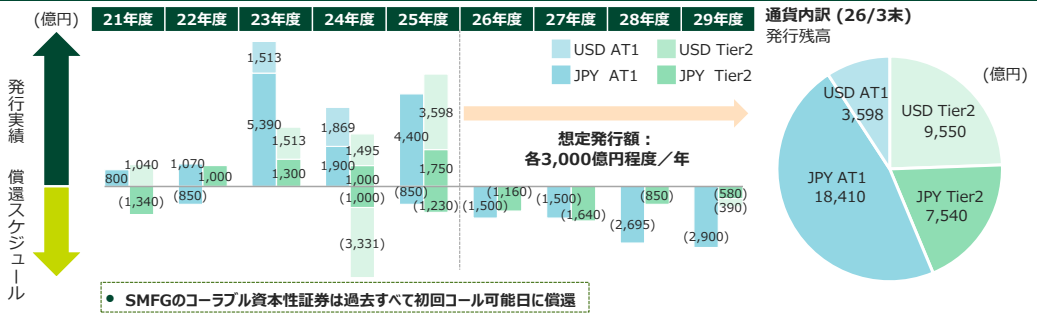 (億円)
21年度 22年度 23年度 24年度 25年度 26年度 27年度 28年度 29年度
発行実績
償還スケジュール
USD AT1 USD Tier2
JPY AT1 JPY Tier2
800
1,040
(1,340)
1,070
1,000
(850)
1,513
5,390
1,513
1,300
1,869
1,900
1,495
1,000
(1,000)
(3,331)
4,400
3,598
1,750
(850)
(1,230)
(1,500)
(1,160)
(1,500)
(1,640)
(2,695)
(850)
(2,900)
(580)
(390)
想定発行額：
各3,000億円程度／年
• SMFGのコーラブル資本性証券は過去すべて初回コール可能日に償還
通貨内訳 (26/3末)
発行残高
(億円)
USD AT1
3,598
USD Tier2
9,550
JPY AT1
18,410
JPY Tier2
7,540